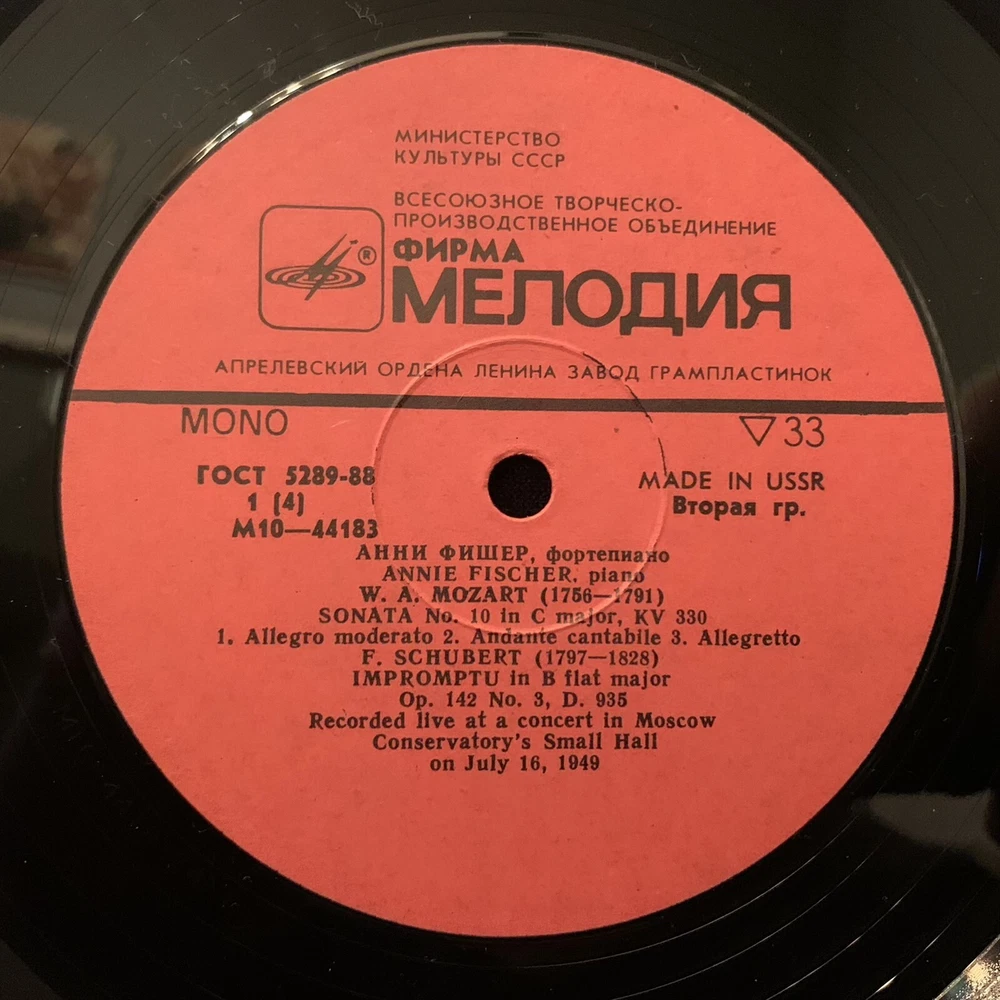 МИНИСТЕРСТВО
КУЛЬТУРЫ СССР
ВСЕСОЮЗНОЕ ТВОРЧЕСКО-
ПРОИЗВОДСТВЕННОЕ ОБЪЕДИНЕНИЕ
ФИРМА
®
МЕЛОДИЯ
АПРЕЛЕВСКИЙ ОРДЕНА ЛЕНИНА ЗАВОД ГРАМПЛАСТИНОК
MONO
▽33
ГОСТ 5289-88
MADE IN USSR
1 (4)
Вторая гр.
М10—44183
АННИ ФИШЕР, фортепиано
ANNIE FISCHER, piano
W. A. MOZART (1756—1791)
SONATA No. 10 in C major, KV 330
1. Allegro moderato 2. Andante cantabile 3. Allegretto
F. SCHUBERT (1797—1828)
IMPROMPTU in B flat major
Op. 142 No. 3, D. 935
Recorded live at a concert in Moscow
Conservatory's Small Hall
on July 16, 1949